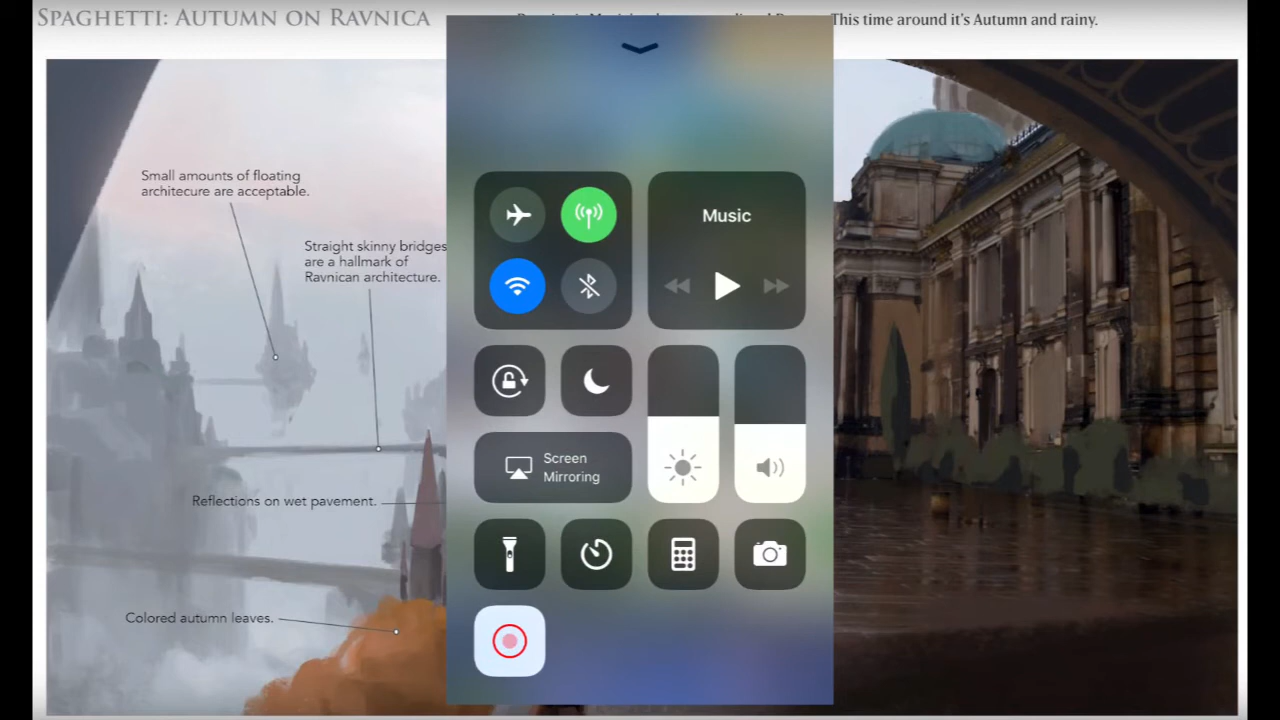 Spaghetti: Autumn on Ravnica
This time around it's Autumn and rainy.
Small amounts of floating
architecure are acceptable.
Straight skinny bridges
are a hallmark of
Ravnican architecture.
Reflections on wet pavement.
Colored autumn leaves.
Music
Screen
Mirroring